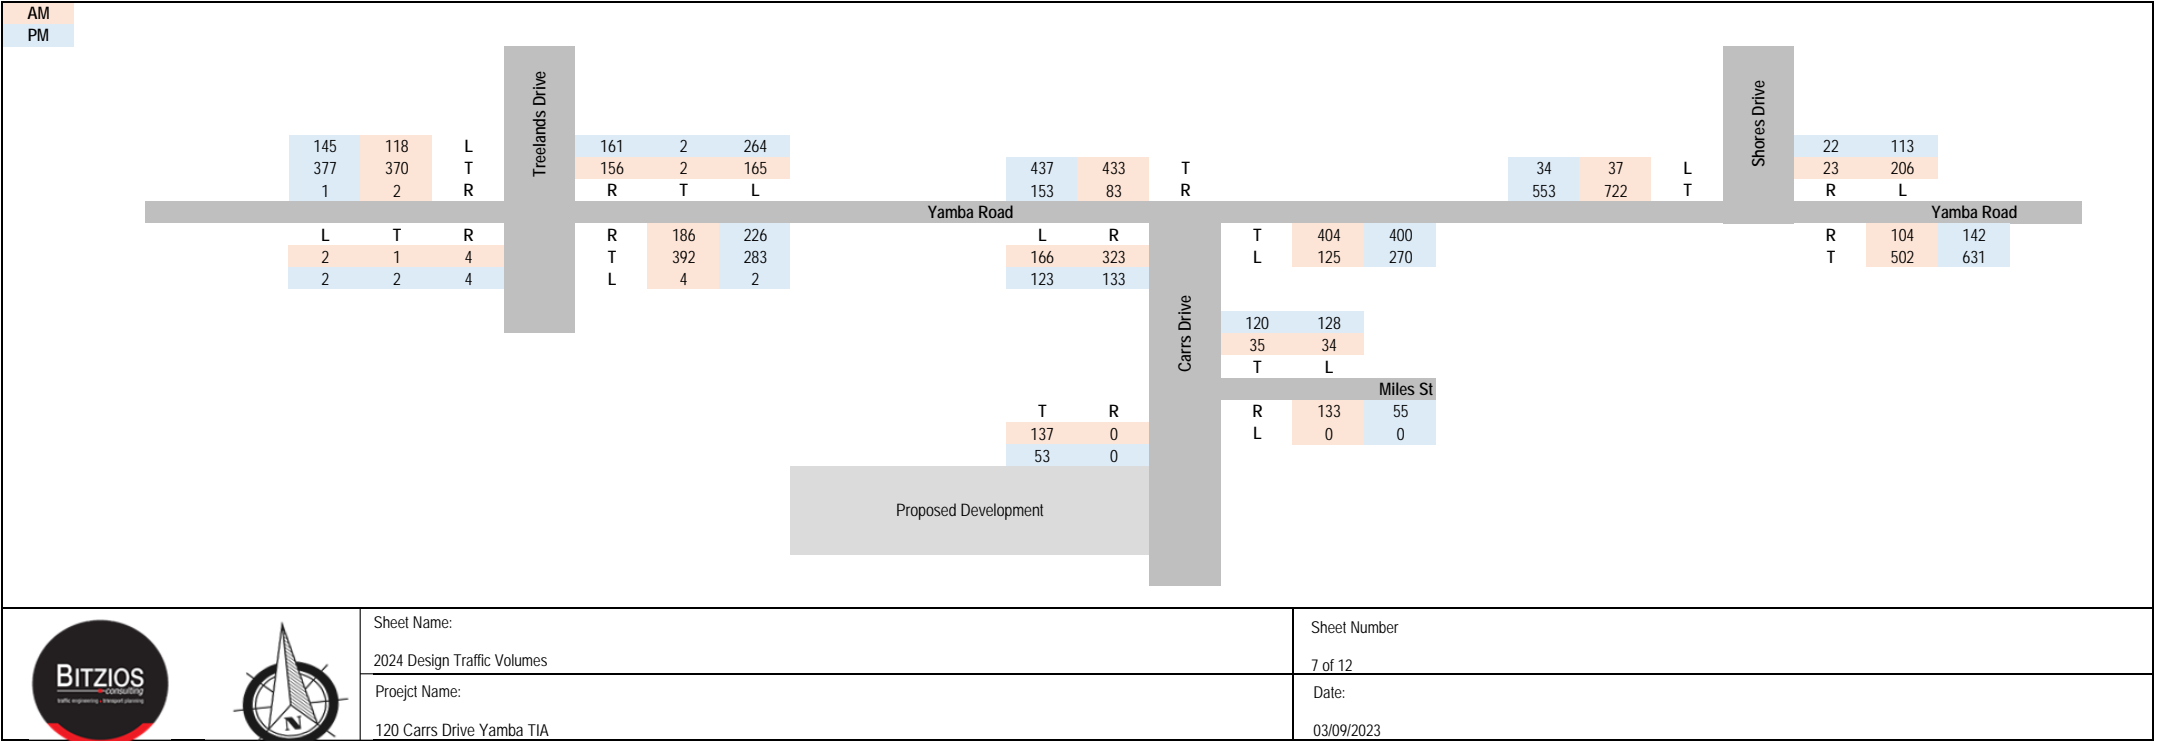 AM
PM
Treelands Drive
Shores Drive
145 118 L 161 2 264 22 113
377 370 T 156 2 165 437 433 T 34 37 L 23 206
1 2 R R T L 153 83 R 553 722 T R L
Yamba Road Yamba Road
L T R R 186 226 L R T 404 400 R 104 142
2 1 4 T 392 283 166 323 L 125 270 T 502 631
2 2 4 L 4 2 123 133
Carrs Drive
120 128
35 34
T L
Miles St
T R R 133 55
137 0 L 0 0
53 0
Proposed Development
BITZIOS
consulting
traffic engineering • transport planning
N
Sheet Name:
2024 Design Traffic Volumes
Sheet Number
7 of 12
Proejct Name:
120 Carrs Drive Yamba TIA
Date:
03/09/2023